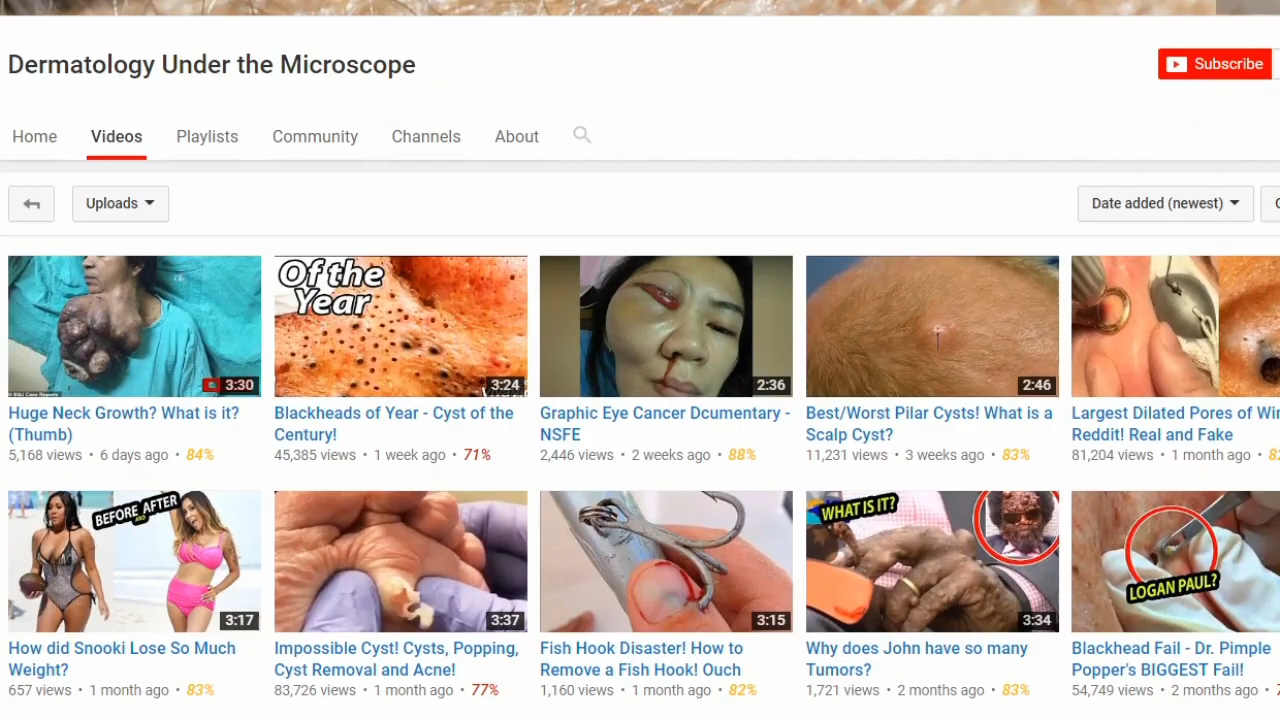 Dermatology Under the Microscope
Subscribe
Home Videos Playlists Community Channels About
Uploads
Date added (newest)
Of the
Year
3:30
3:24
2:36
2:46
Huge Neck Growth? What is it?
(Thumb)
5,168 views • 6 days ago • 84%
Blackheads of Year - Cyst of the
Century!
45,385 views • 1 week ago • 71%
Graphic Eye Cancer Dcumentary -
NSFE
2,446 views • 2 weeks ago • 88%
Best/Worst Pilar Cysts! What is a
Scalp Cyst?
11,231 views • 3 weeks ago • 83%
Largest Dilated Pores of
Reddit! Real and Fake
81,204 views • 1 month ago •
BEFORE AND AFTER
WHAT IS IT?
LOGAN PAUL?
3:17
3:37
3:15
3:34
How did Snooki Lose So Much
Weight?
657 views • 1 month ago • 83%
Impossible Cyst! Cysts, Popping,
Cyst Removal and Acne!
83,726 views • 1 month ago • 77%
Fish Hook Disaster! How to
Remove a Fish Hook! Ouch
1,160 views • 1 month ago • 82%
Why does John have so many
Tumors?
1,721 views • 2 months ago • 83%
Blackhead Fail - Dr. Pimple
Popper's BIGGEST Fail!
54,749 views • 2 months ago •